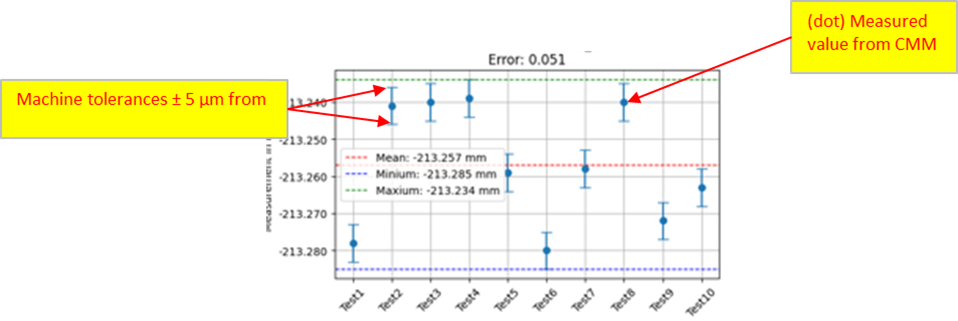 (dot) Measured
value from CMM
Error: 0.051
Machine tolerances ± 5 µm from
13.240
-213.250
-213.260
-213.270
-213.280
Mean: -213.257 mm
Minium: -213.285 mm
Maxium: -213.234 mm
Test1
Test2
Test3
Test4
Test5
Test6
Test7
Test8
Test9
Test10